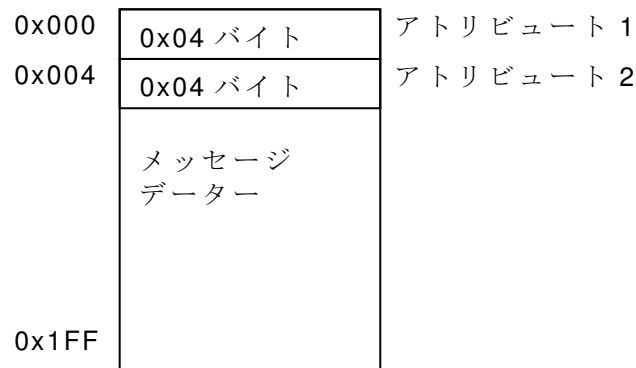 0x000 0x04 バイト アトリビュート 1
0x004 0x04 バイト アトリビュート 2
メッセージ
データー
0x1FF